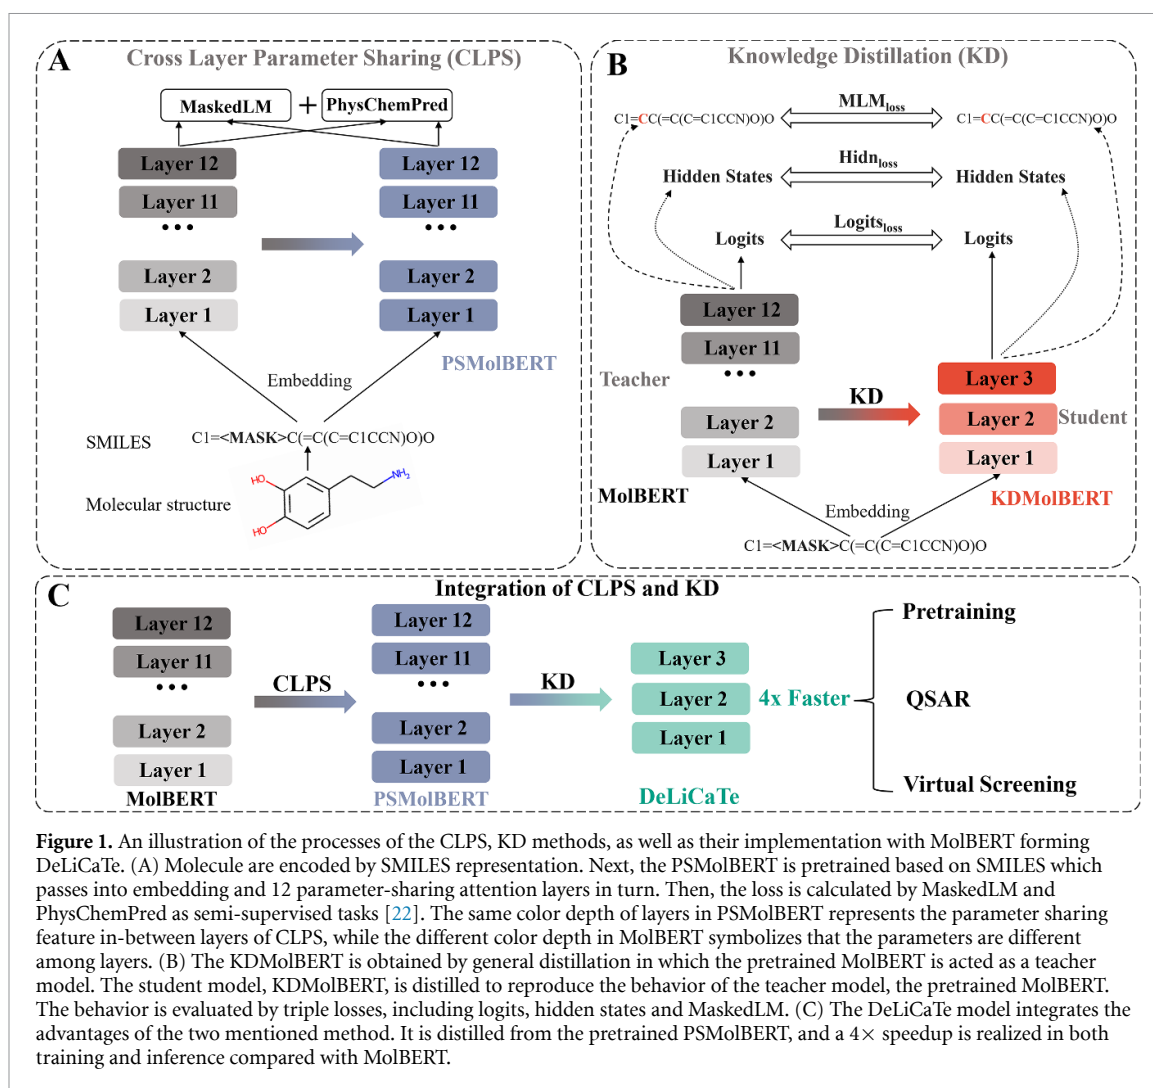 A
Cross Layer Parameter Sharing (CLPS)
MaskedLM + PhysChemPred
Layer 12
Layer 11
•••
Layer 2
Layer 1
Layer 12
Layer 11
•••
Layer 2
Layer 1
PSMolBERT
Embedding
SMILES
C1=<MASK>C(=C(C=C1CCN)O)O
Molecular structure
HO
HO
NH2
B
Knowledge Distillation (KD)
C1=CC(=C(C=C1CCN)O)O
MLMloss
C1=CC(=C(C=C1CCN)O)O
Hidden States
Hidnloss
Hidden States
Logits
Logitsloss
Logits
Layer 12
Layer 11
•••
Layer 2
Layer 1
Teacher
MolBERT
KD
Layer 3
Layer 2
Layer 1
Student
KDMolBERT
Embedding
C1=<MASK>C(=C(C=C1CCN)O)O
C
Integration of CLPS and KD
Layer 12
Layer 11
•••
Layer 2
Layer 1
MolBERT
CLPS
Layer 12
Layer 11
•••
Layer 2
Layer 1
PSMolBERT
KD
Layer 3
Layer 2
Layer 1
DeLiCaTe
4x Faster
Pretraining
QSAR
Virtual Screening
Figure 1. An illustration of the processes of the CLPS, KD methods, as well as their implementation with MolBERT forming
DeLiCaTe. (A) Molecule are encoded by SMILES representation. Next, the PSMolBERT is pretrained based on SMILES which
passes into embedding and 12 parameter-sharing attention layers in turn. Then, the loss is calculated by MaskedLM and
PhysChemPred as semi-supervised tasks [22]. The same color depth of layers in PSMolBERT represents the parameter sharing
feature in-between layers of CLPS, while the different color depth in MolBERT symbolizes that the parameters are different
among layers. (B) The KDMolBERT is obtained by general distillation in which the pretrained MolBERT is acted as a teacher
model. The student model, KDMolBERT, is distilled to reproduce the behavior of the teacher model, the pretrained MolBERT.
The behavior is evaluated by triple losses, including logits, hidden states and MaskedLM. (C) The DeLiCaTe model integrates the
advantages of the two mentioned method. It is distilled from the pretrained PSMolBERT, and a 4× speedup is realized in both
training and inference compared with MolBERT.